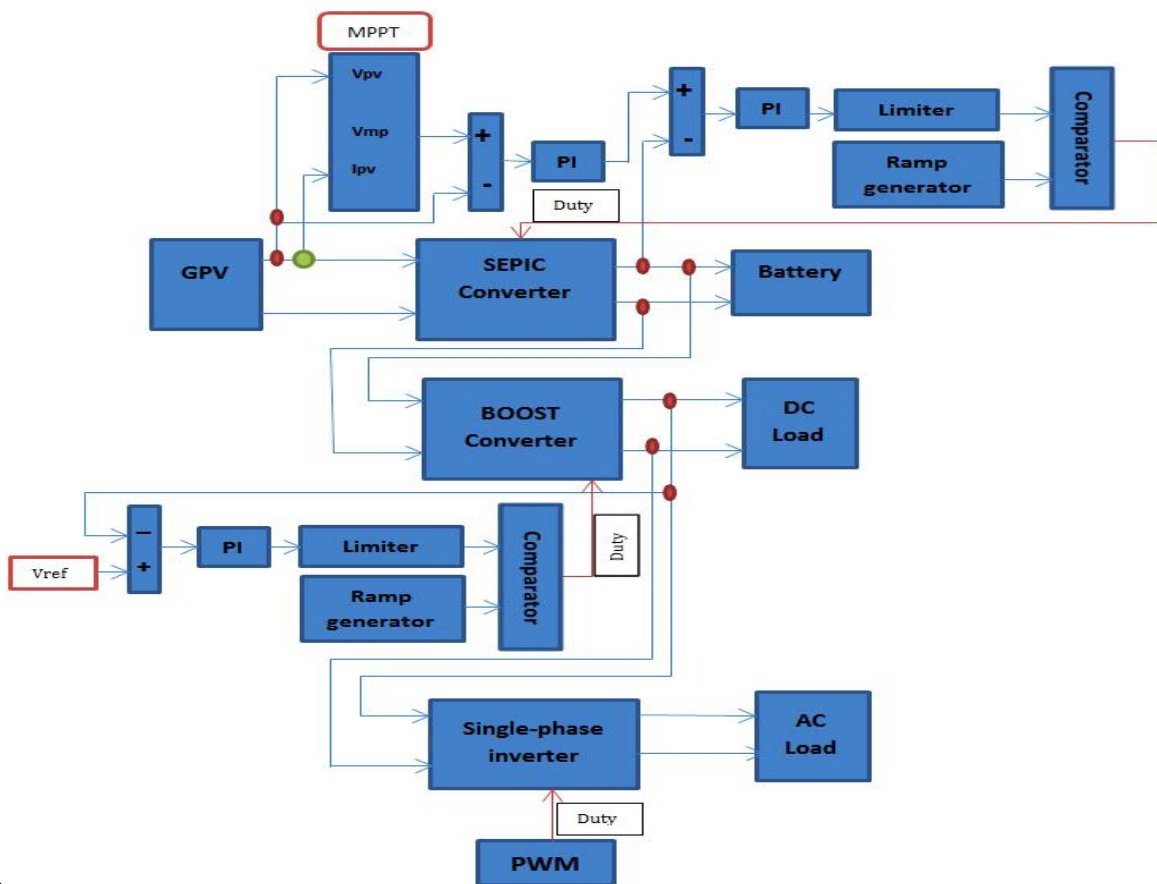 MPPT
Vpv
Vmp
Ipv
+
-
PI
+
-
PI
Limiter
Ramp
generator
Comparator
Duty
GPV
SEPIC
Converter
Battery
BOOST
Converter
DC
Load
Vref
−
+
PI
Limiter
Ramp
generator
Comparator
Duty
Single-phase
inverter
AC
Load
Duty
PWM